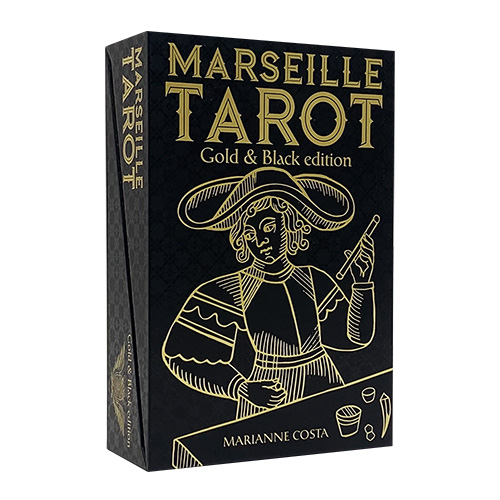 MARSEILLE
TAROT
Gold & Black edition
MARIANNE COSTA
MARSEILLE
TAROT
Gold & Black edition